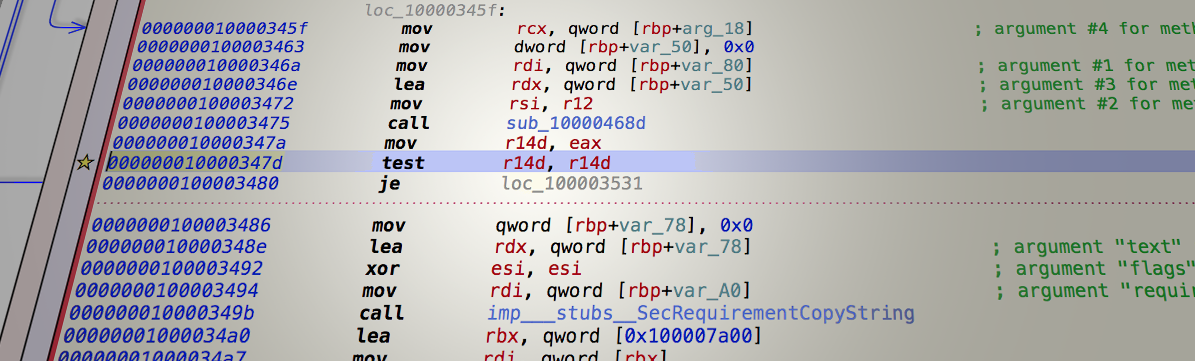 loc_10000345f:
000000010000345f mov rcx, qword [rbp+arg_18] ; argument #4 for met
0000000100003463 mov dword [rbp+var_50], 0x0
000000010000346a mov rdi, qword [rbp+var_80] ; argument #1 for met
000000010000346e lea rdx, qword [rbp+var_50] ; argument #3 for met
0000000100003472 mov rsi, r12 ; argument #2 for met
0000000100003475 call sub_10000468d
000000010000347a mov r14d, eax
000000010000347d test r14d, r14d
0000000100003480 je loc_100003531
0000000100003486 mov qword [rbp+var_78], 0x0
000000010000348e lea rdx, qword [rbp+var_78] ; argument "text"
0000000100003492 xor esi, esi ; argument "flags"
0000000100003494 mov rdi, qword [rbp+var_A0] ; argument "requir
000000010000349b call imp___stubs__SecRequirementCopyString
00000001000034a0 lea rbx, qword [0x100007a00]
00000001000034a7 mov rdi, qword [rbx]